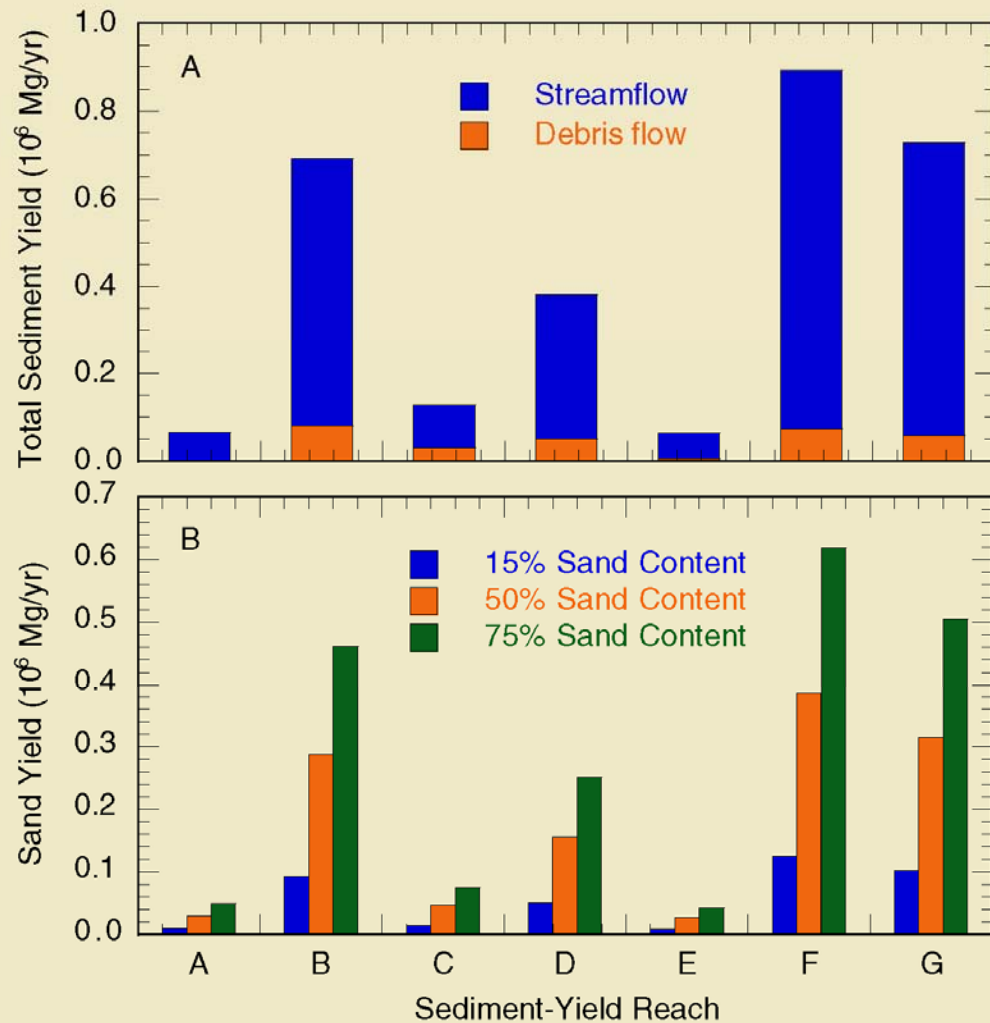 Total Sediment Yield (10⁶ Mg/yr)
1.0
0.8
0.6
0.4
0.2
0.0
A
Streamflow
Debris flow
Sand Yield (10⁶ Mg/yr)
0.7
0.6
0.5
0.4
0.3
0.2
0.1
0.0
B
15% Sand Content
50% Sand Content
75% Sand Content
A B C D E F G
Sediment-Yield Reach